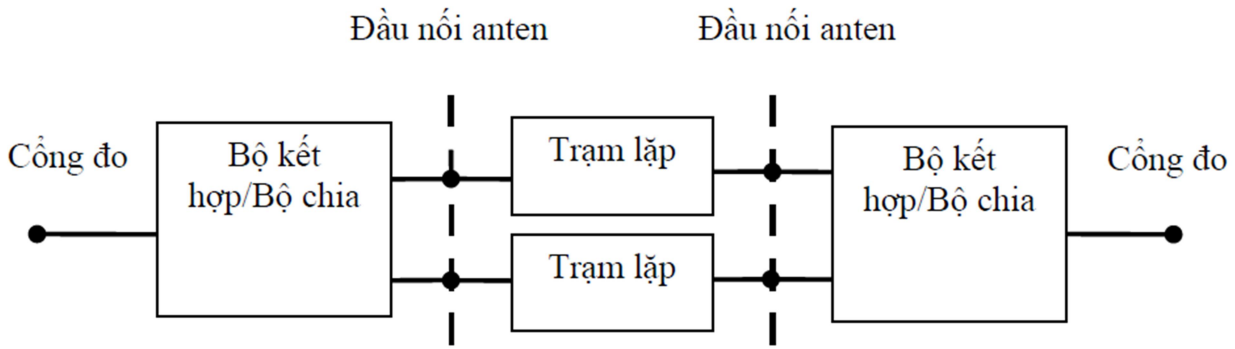 Đầu nối anten
Đầu nối anten
Cổng đo
Bộ kết
hợp/Bộ chia
Trạm lặp
Trạm lặp
Bộ kết
hợp/Bộ chia
Cổng đo